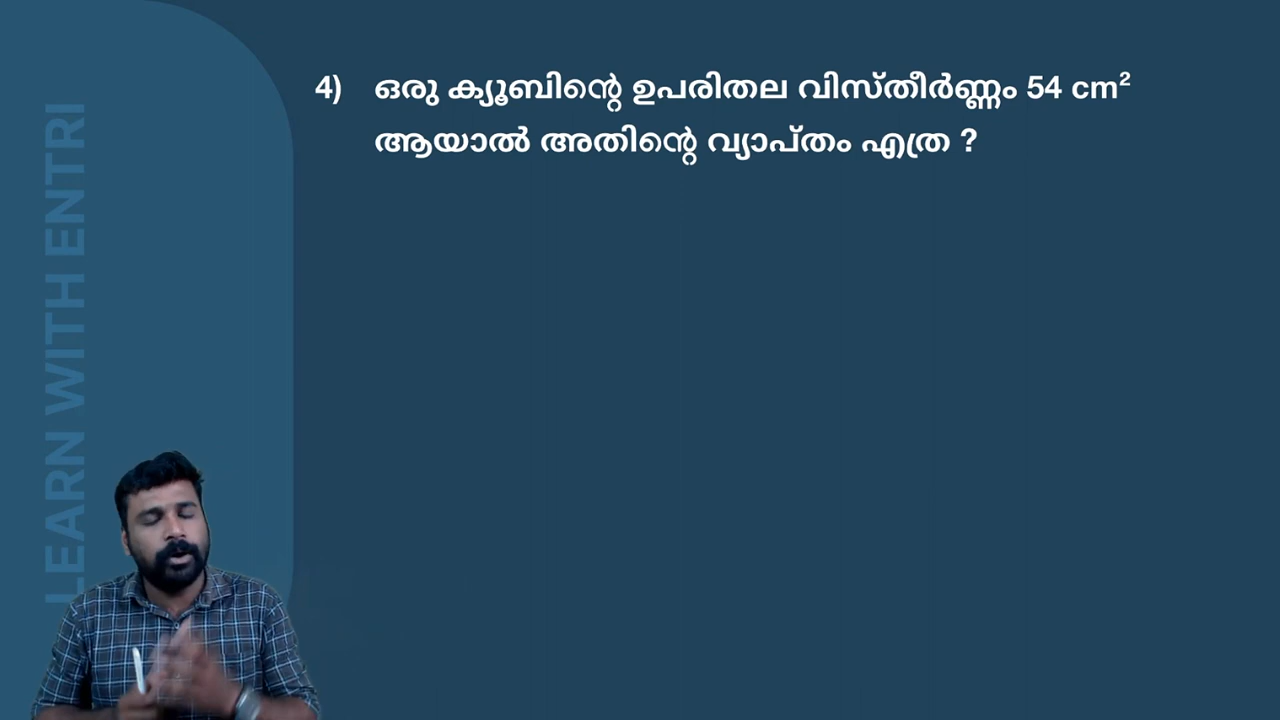 4) ഒരു ക്യൂബിന്റെ ഉപരിതല വിസ്തീർണ്ണം 54 cm²
ആയാൽ അതിന്റെ വ്യാപ്തം എത്ര ?
LEARN WITH ENTRI